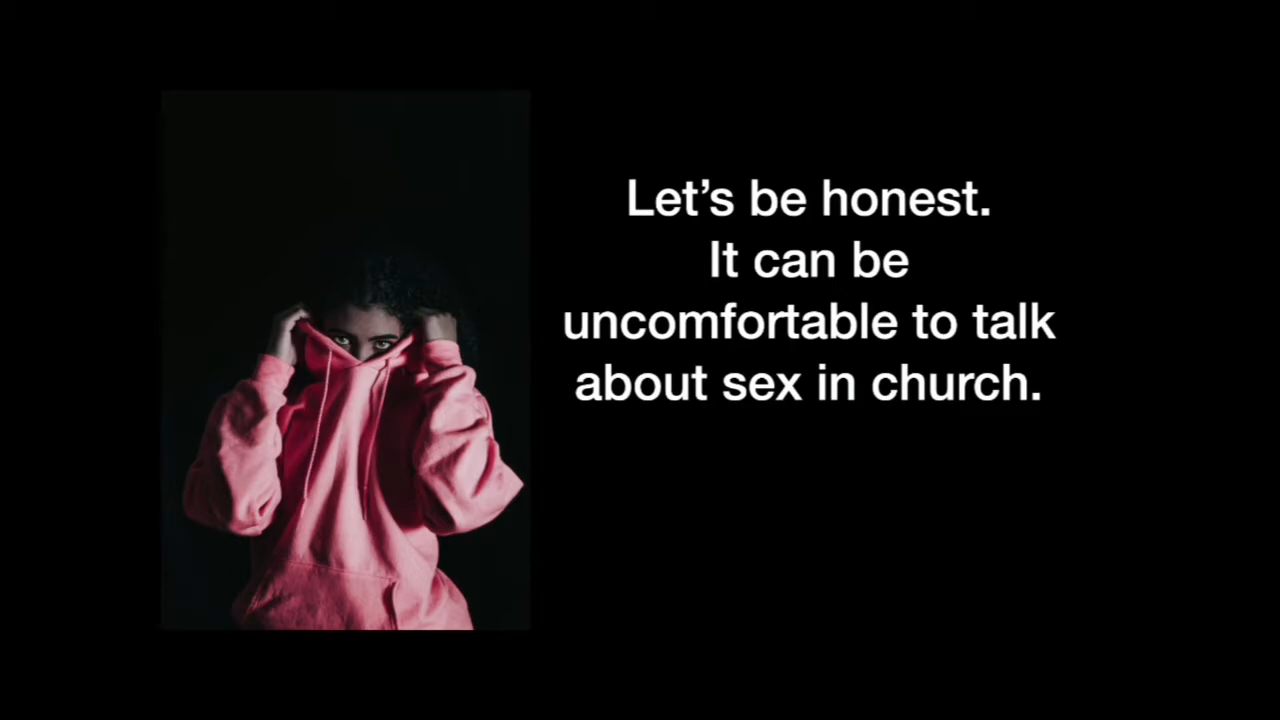 Let’s be honest.
It can be
uncomfortable to talk
about sex in church.